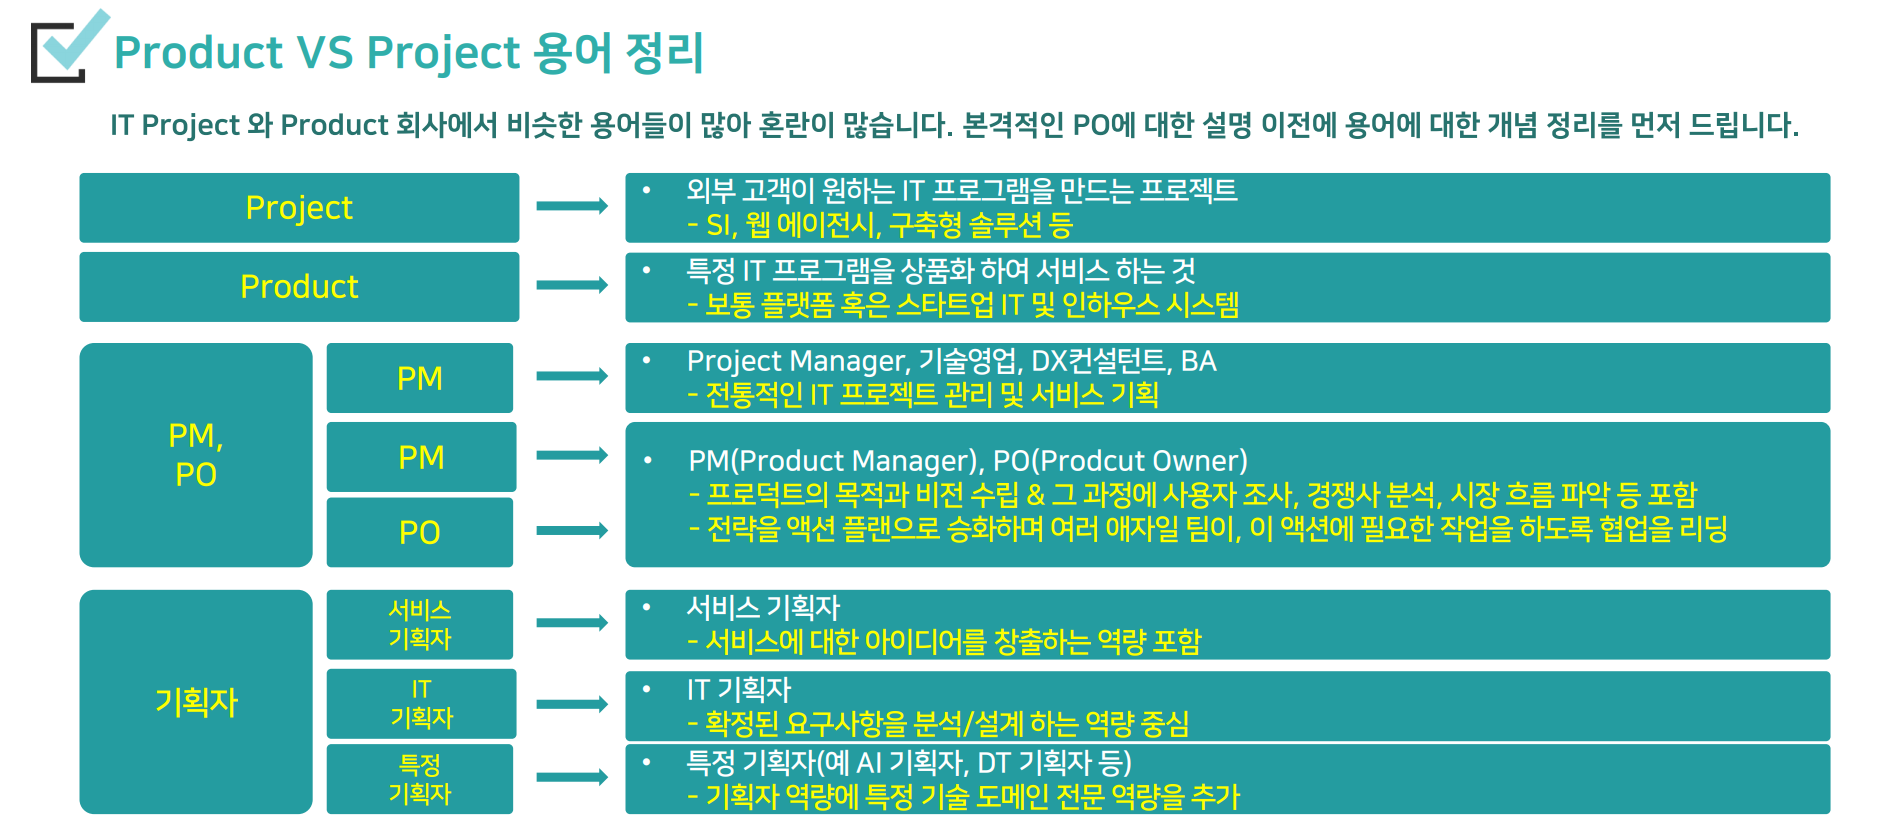 Product VS Project 용어 정리
IT Project 와 Product 회사에서 비슷한 용어들이 많아 혼란이 많습니다. 본격적인 PO에 대한 설명 이전에 용어에 대한 개념 정리를 먼저 드립니다.
Project
• 외부 고객이 원하는 IT 프로그램을 만드는 프로젝트
- SI, 웹 에이전시, 구축형 솔루션 등
Product
• 특정 IT 프로그램을 상품화 하여 서비스 하는 것
- 보통 플랫폼 혹은 스타트업 IT 및 인하우스 시스템
PM,
PO
PM
• Project Manager, 기술영업, DX컨설턴트, BA
- 전통적인 IT 프로젝트 관리 및 서비스 기획
PM
PO
• PM(Product Manager), PO(Prodcut Owner)
- 프로덕트의 목적과 비전 수립 & 그 과정에 사용자 조사, 경쟁사 분석, 시장 흐름 파악 등 포함
- 전략을 액션 플랜으로 승화하며 여러 애자일 팀이, 이 액션에 필요한 작업을 하도록 협업을 리딩
기획자
서비스
기획자
• 서비스 기획자
- 서비스에 대한 아이디어를 창출하는 역량 포함
IT
기획자
• IT 기획자
- 확정된 요구사항을 분석/설계 하는 역량 중심
특정
기획자
• 특정 기획자(예 AI 기획자, DT 기획자 등)
- 기획자 역량에 특정 기술 도메인 전문 역량을 추가